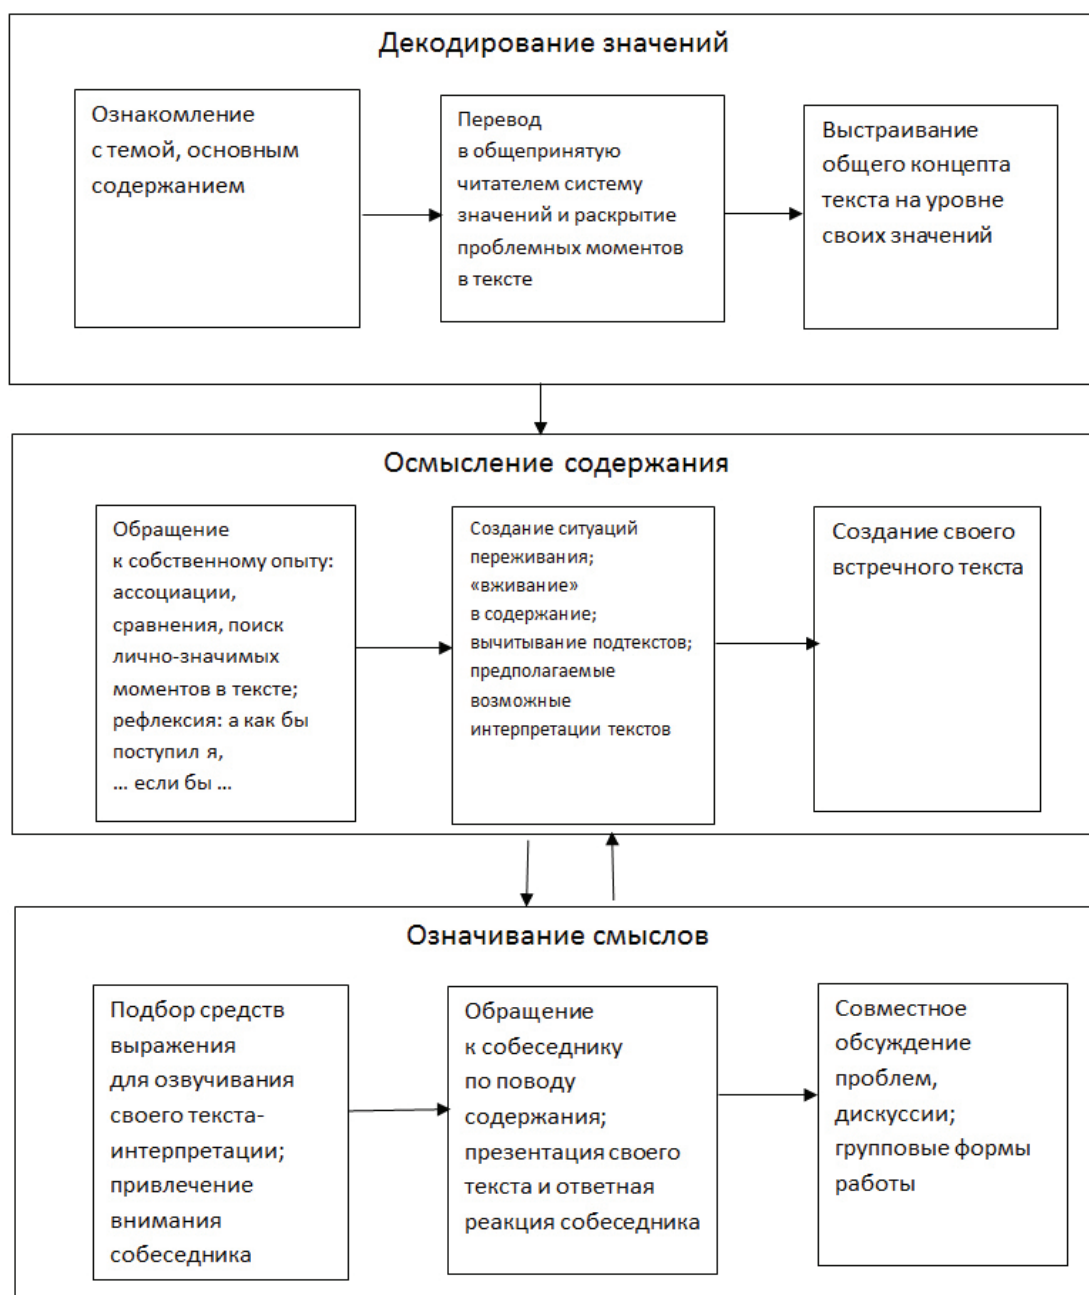 Декодирование значений
Ознакомление
с темой, основным
содержанием
Перевод
в общепринятую
читателем систему
значений и раскрытие
проблемных моментов
в тексте
Выстраивание
общего концепта
текста на уровне
своих значений
Осмысление содержания
Обращение
к собственному опыту:
ассоциации,
сравнения, поиск
лично-значимых
моментов в тексте;
рефлексия: а как бы
поступил я,
... если бы ...
Создание ситуаций
переживания;
«вживание»
в содержание;
вычитывание подтекстов;
предполагаемые
возможные
интерпретации текстов
Создание своего
встречного текста
Означивание смыслов
Подбор средств
выражения
для озвучивания
своего текста-
интерпретации;
привлечение
внимания
собеседника
Обращение
к собеседнику
по поводу
содержания;
презентация своего
текста и ответная
реакция собеседника
Совместное
обсуждение
проблем,
дискуссии;
групповые формы
работы